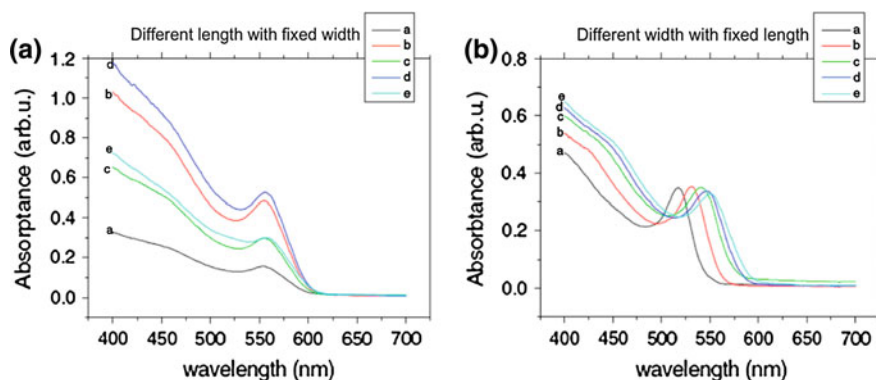 (a)
Different length with fixed width
a
b
c
d
e
Absorptance (arb.u.)
1.2
1.0
0.8
0.6
0.4
0.2
0.0
d
b
e
c
a
400 450 500 550 600 650 700
wavelength (nm)
(b)
Different width with fixed length
a
b
c
d
e
Absorbtance (arb.u.)
0.8
0.6
0.4
0.2
0.0
e
d
c
b
a
400 450 500 550 600 650 700
wavelength (nm)